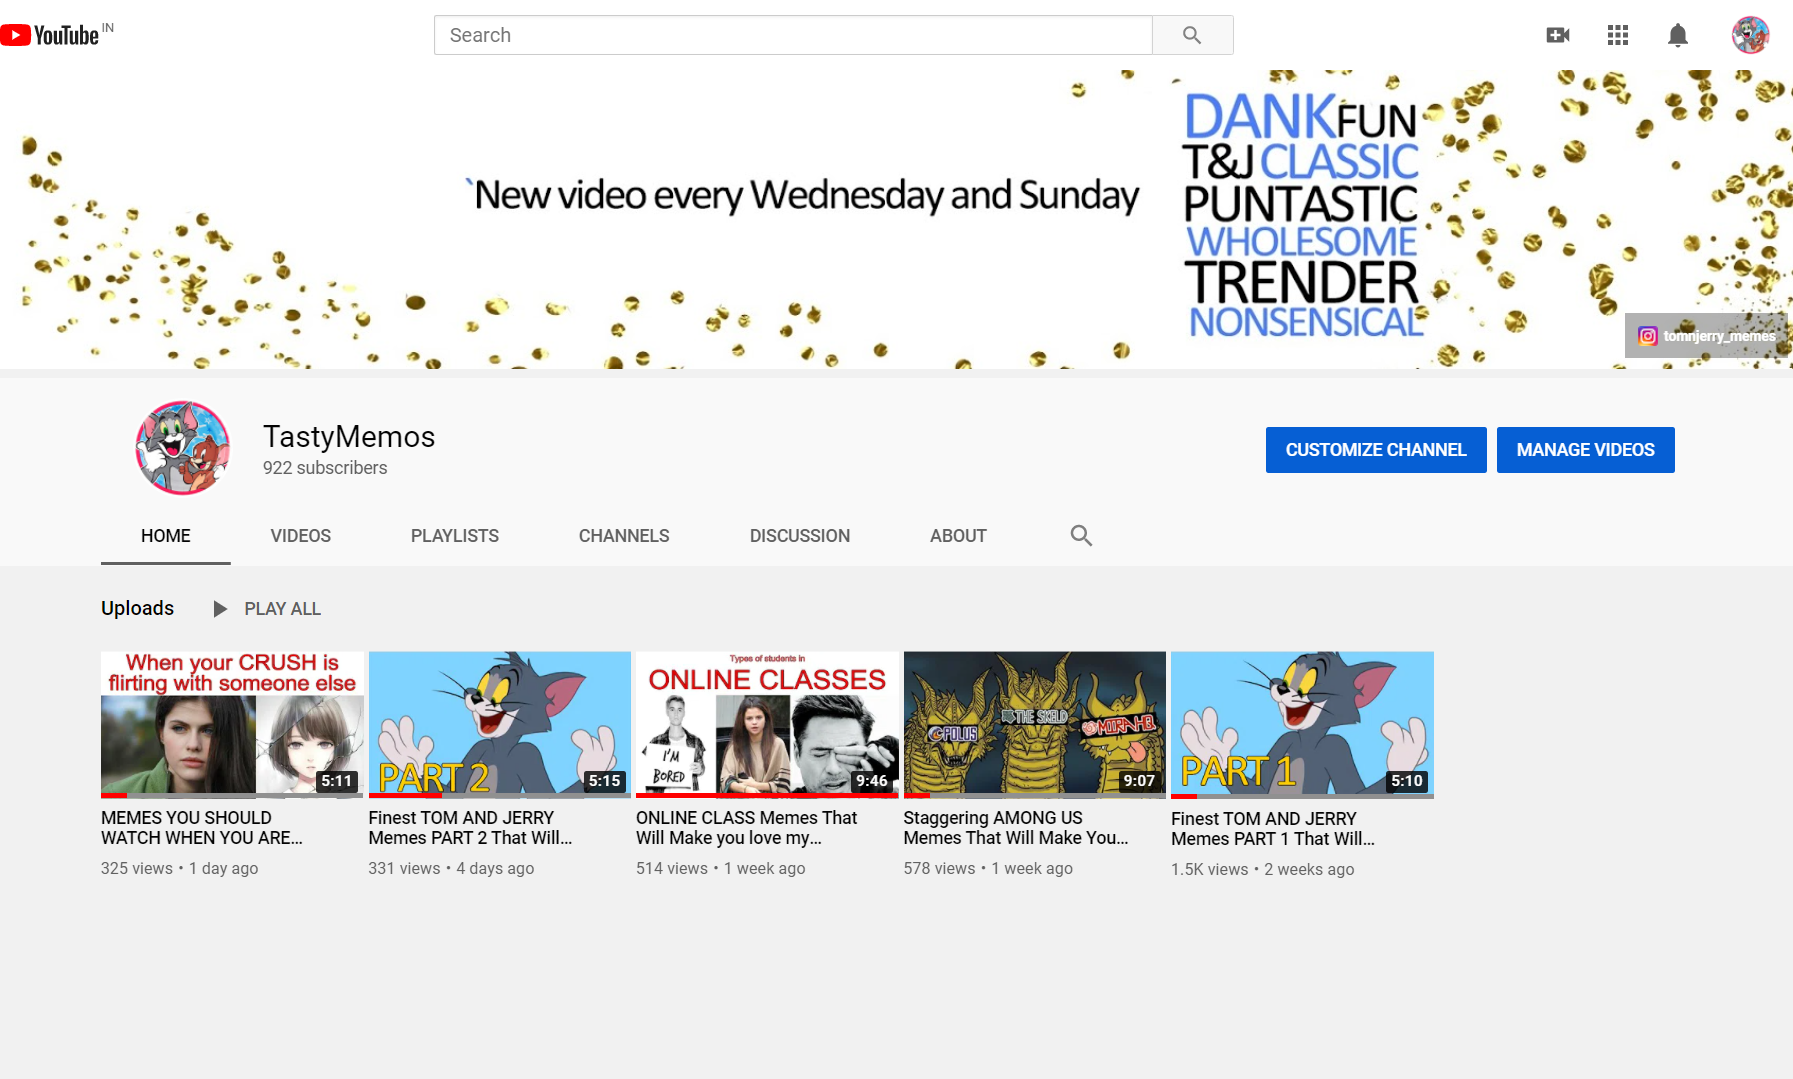 YouTube IN
Search
`New video every Wednesday and Sunday
DANK FUN
T&J CLASSIC
PUNTASTIC
WHOLESOME
TRENDER
NONSENSICAL
tomnjerry_memes
TastyMemos
922 subscribers
CUSTOMIZE CHANNEL
MANAGE VIDEOS
HOME
VIDEOS
PLAYLISTS
CHANNELS
DISCUSSION
ABOUT
Uploads
PLAY ALL
When your CRUSH is
flirting with someone else
5:11
MEMES YOU SHOULD
WATCH WHEN YOU ARE...
325 views • 1 day ago
PART 2
5:15
Finest TOM AND JERRY
Memes PART 2 That Will...
331 views • 4 days ago
Types of students in
ONLINE CLASSES
I'M
BORED
9:46
ONLINE CLASS Memes That
Will Make you love my...
514 views • 1 week ago
POLUS
THE SKELD
MIRA HQ
9:07
Staggering AMONG US
Memes That Will Make You...
578 views • 1 week ago
PART 1
5:10
Finest TOM AND JERRY
Memes PART 1 That Will...
1.5K views • 2 weeks ago